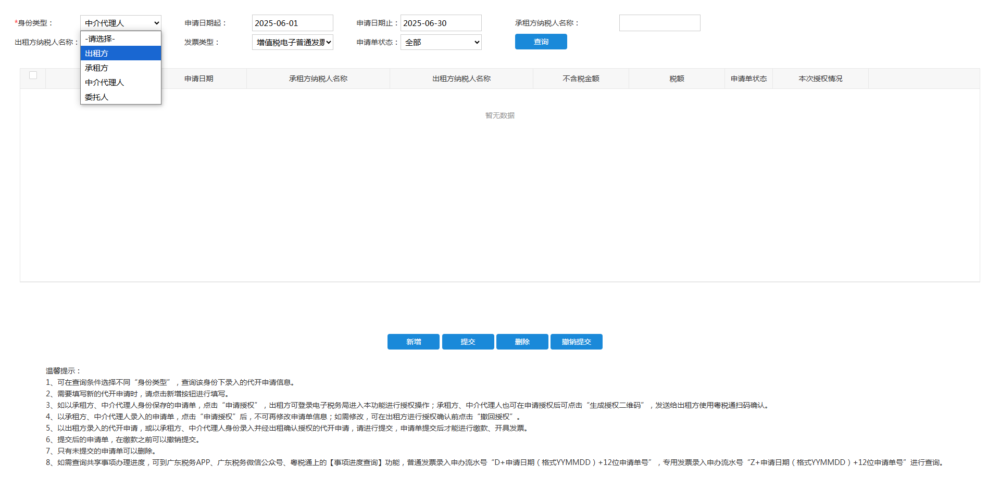 *身份类型： 中介代理人 申请日期起： 2025-06-01 申请日期止： 2025-06-30 承租方纳税人名称：
出租方纳税人名称： 发票类型： 增值税电子普通发票 申请单状态： 全部 查询
-请选择-
出租方
承租方
中介代理人
委托人
申请日期 承租方纳税人名称 出租方纳税人名称 不含税金额 税额 申请单状态 本次授权情况
暂无数据
新增 提交 删除 撤销提交
温馨提示：
1、可在查询条件选择不同“身份类型”，查询该身份下录入的代开申请信息。
2、需要填写新的代开申请时，请点击新增按钮进行填写。
3、如以承租方、中介代理人身份保存的申请单，点击“申请授权”，出租方可登录电子税务局进入本功能进行授权操作；承租方、中介代理人也可在申请授权后可点击“生成授权二维码”，发送给出租方使用粤税通扫码确认。
4、以承租方、中介代理人录入的申请单，点击“申请授权”后，不可再修改申请单信息；如需修改，可在出租方进行授权确认前点击“撤回授权”。
5、以出租方录入的代开申请，或以承租方、中介代理人身份录入并经出租确认授权的代开申请，请进行提交，申请单提交后才能进行缴款、开具发票。
6、提交后的申请单，在缴款之前可以撤销提交。
7、只有未提交的申请单可以删除。
8、如需查询共享事项办理进度，可到广东税务APP、广东税务微信公众号、粤税通上的【事项进度查询】功能，普通发票录入申办流水号“D+申请日期（格式YYMMDD）+12位申请单号”，专用发票录入申办流水号“Z+申请日期（格式YYMMDD）+12位申请单号”进行查询。